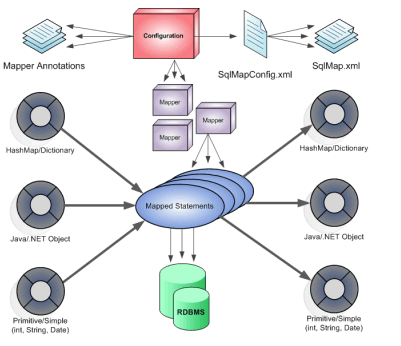 Configuration
Mapper Annotations
SqlMapConfig.xml
SqlMap.xml
Mapper
Mapper
Mapper
HashMap/Dictionary
HashMap/Dictionary
Mapped Statements
Java/.NET Object
Java/.NET Object
RDBMS
Primitive/Simple
(int, String, Date)
Primitive/Simple
(int, String, Date)